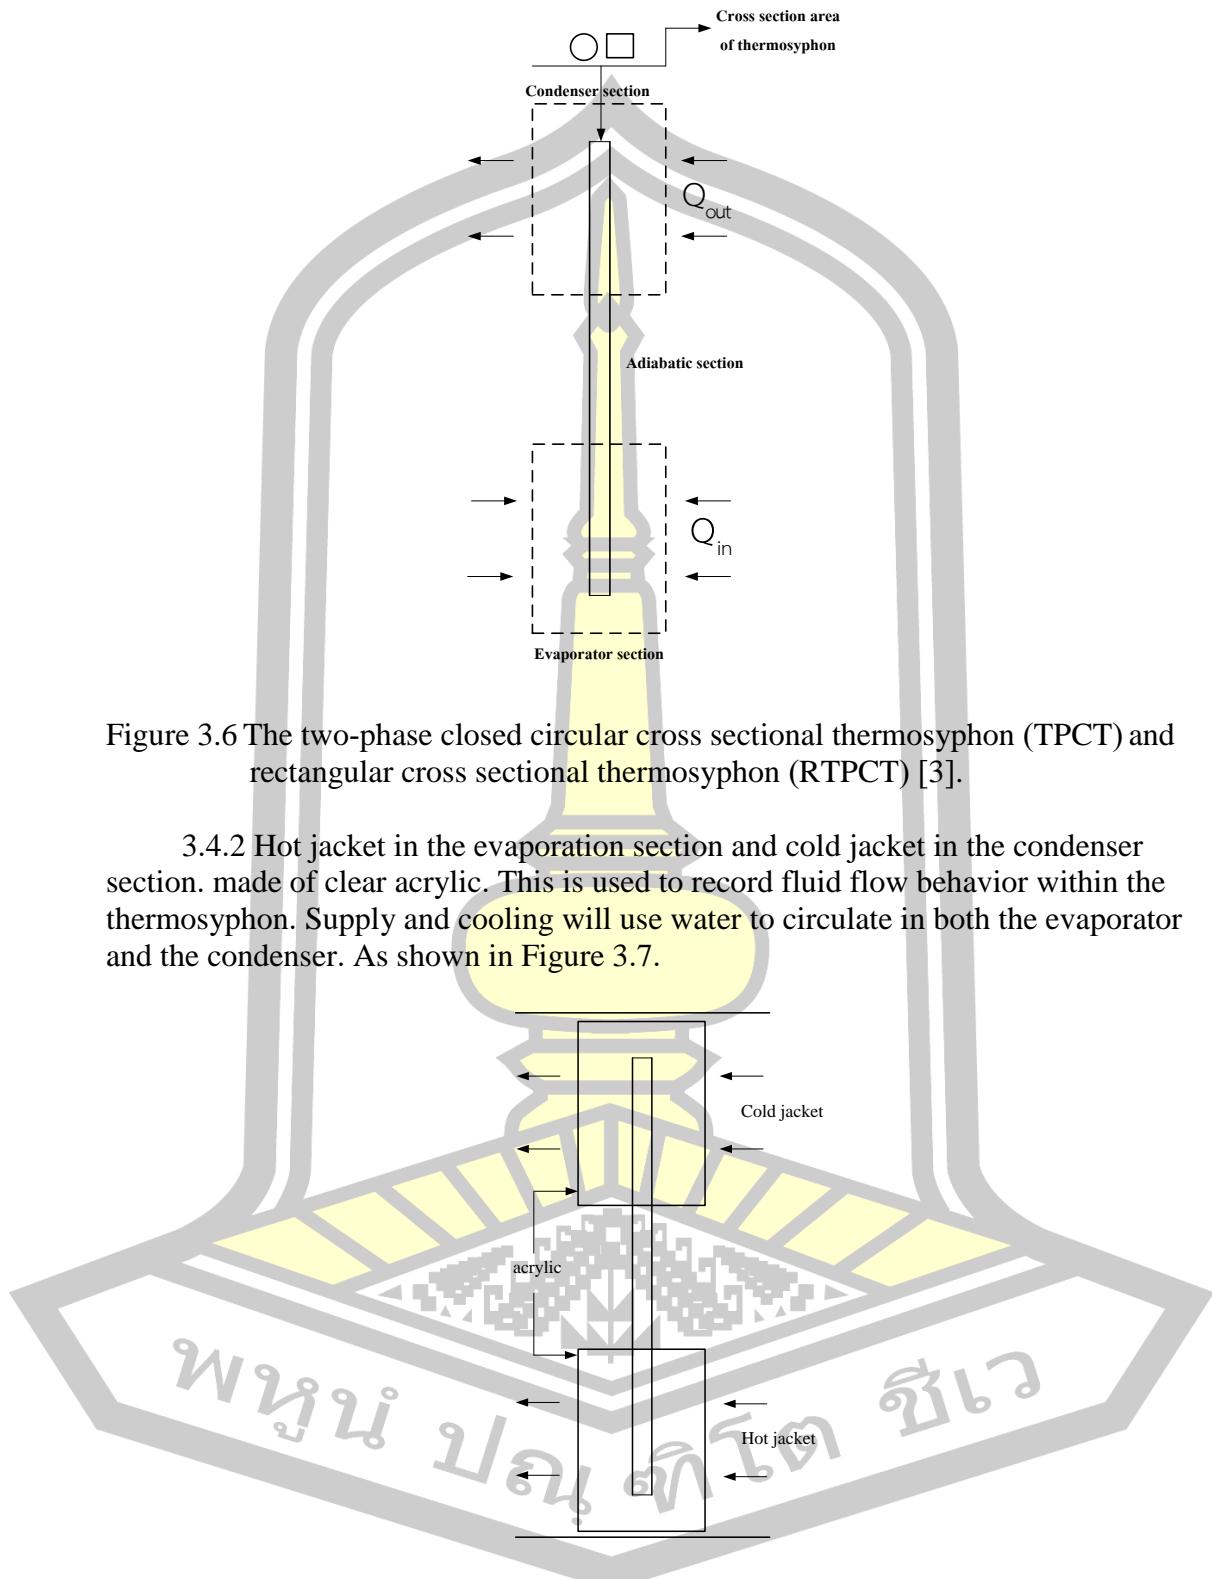 Cross section area
of thermosyphon
Condenser section
Qout
Adiabatic section
Qin
Evaporator section
Figure 3.6 The two-phase closed circular cross sectional thermosyphon (TPCT) and
rectangular cross sectional thermosyphon (RTPCT) [3].
3.4.2 Hot jacket in the evaporation section and cold jacket in the condenser
section. made of clear acrylic. This is used to record fluid flow behavior within the
thermosyphon. Supply and cooling will use water to circulate in both the evaporator
and the condenser. As shown in Figure 3.7.
Cold jacket
acrylic
Hot jacket
พหูนํ ปณฺฑิโต ชีเว